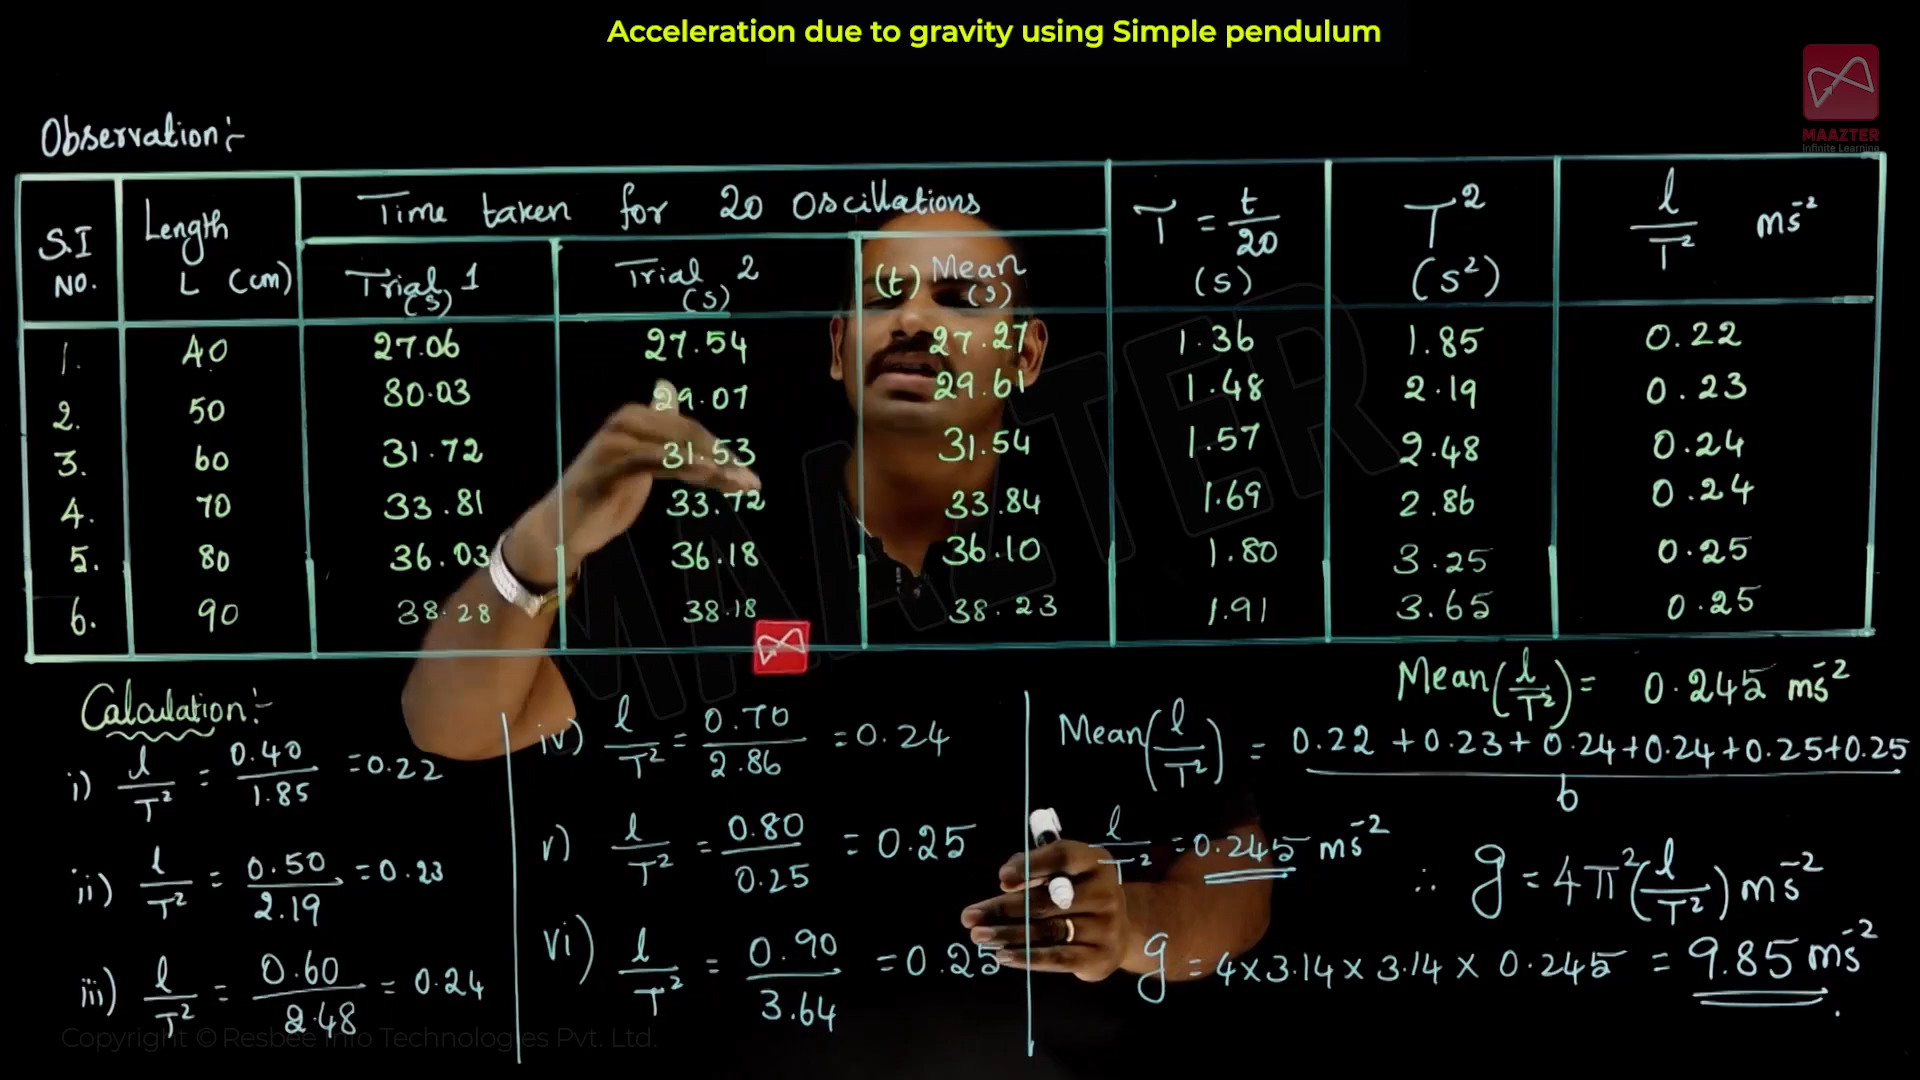 Acceleration due to gravity using Simple pendulum
MAAZTER
Infinite Learning
Observation:-
S.I NO. | Length L (cm) | Time taken for 20 Oscillations | T = t/20 (s) | T² (s²) | l/T² ms⁻²
Trial 1 (s) | Trial 2 (s) | (t) Mean (s)
1. 40 27.06 27.54 27.27 1.36 1.85 0.22
2. 50 80.03 29.07 29.61 1.48 2.19 0.23
3. 60 31.72 31.53 31.54 1.57 2.48 0.24
4. 70 33.81 33.72 33.84 1.69 2.86 0.24
5. 80 36.03 36.18 36.10 1.80 3.25 0.25
6. 90 38.28 38.18 38.23 1.91 3.65 0.25
MAAZTER
Mean (l/T²) = 0.245 ms⁻²
Calculation:-
i) l/T² = 0.40/1.85 = 0.22
ii) l/T² = 0.50/2.19 = 0.23
iii) l/T² = 0.60/2.48 = 0.24
iv) l/T² = 0.70/2.86 = 0.24
v) l/T² = 0.80/0.25 = 0.25
vi) l/T² = 0.90/3.64 = 0.25
Mean (l/T²) = 0.22 + 0.23 + 0.24 + 0.24 + 0.25 + 0.25 / 6
l/T² = 0.245 ms⁻²
∴ g = 4π² (l/T²) ms⁻²
g = 4 x 3.14 x 3.14 x 0.245 = 9.85 ms⁻².
Copyright © Resbee Info Technologies Pvt. Ltd.